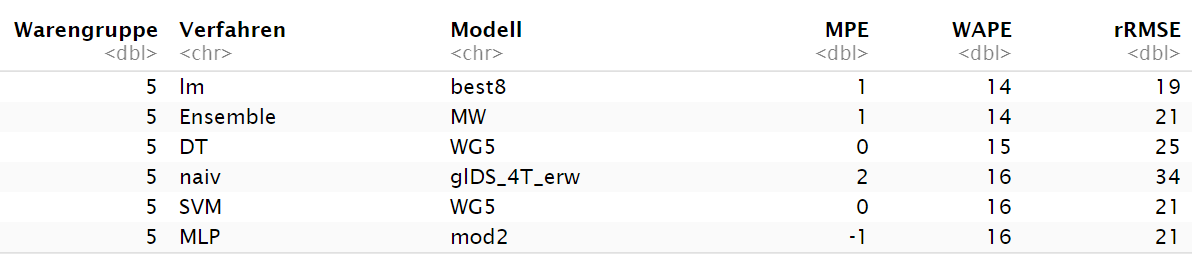 Warengruppe Verfahren Modell MPE WAPE rRMSE
<dbl> <chr> <chr> <dbl> <dbl> <dbl>
5 lm best8 1 14 19
5 Ensemble MW 1 14 21
5 DT WG5 0 15 25
5 naiv glDS_4T_erw 2 16 34
5 SVM WG5 0 16 21
5 MLP mod2 -1 16 21